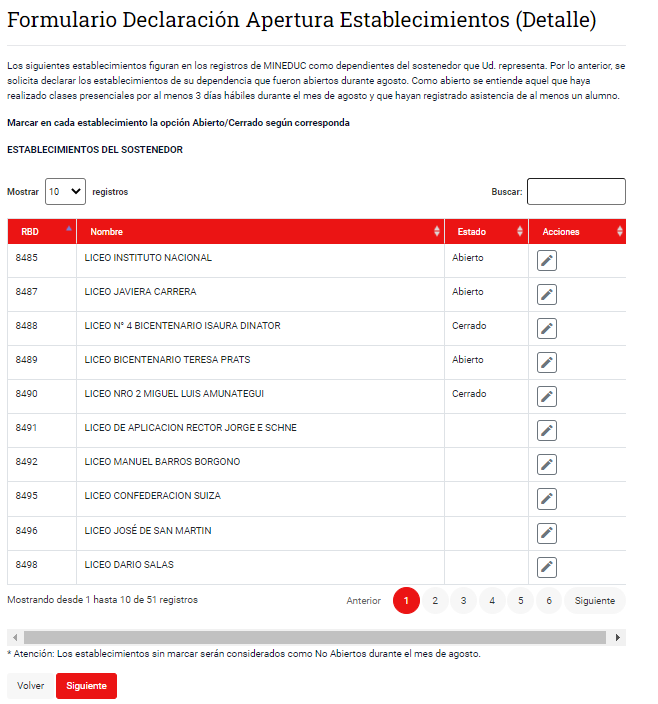 Formulario Declaración Apertura Establecimientos (Detalle)
Los siguientes establecimientos figuran en los registros de MINEDUC como dependientes del sostenedor que Ud. representa. Por lo anterior, se
solicita declarar los establecimientos de su dependencia que fueron abiertos durante agosto. Como abierto se entiende aquel que haya
realizado clases presenciales por al menos 3 días hábiles durante el mes de agosto y que hayan registrado asistencia de al menos un alumno.
Marcar en cada establecimiento la opción Abierto/Cerrado según corresponda
ESTABLECIMIENTOS DEL SOSTENEDOR
Mostrar 10 registros Buscar:
RBD Nombre Estado Acciones
8485 LICEO INSTITUTO NACIONAL Abierto
8487 LICEO JAVIERA CARRERA Abierto
8488 LICEO N° 4 BICENTENARIO ISAURA DINATOR Cerrado
8489 LICEO BICENTENARIO TERESA PRATS Abierto
8490 LICEO NRO 2 MIGUEL LUIS AMUNATEGUI Cerrado
8491 LICEO DE APLICACION RECTOR JORGE E SCHNE
8492 LICEO MANUEL BARROS BORGONO
8495 LICEO CONFEDERACION SUIZA
8496 LICEO JOSÉ DE SAN MARTIN
8498 LICEO DARIO SALAS
Mostrando desde 1 hasta 10 de 51 registros Anterior 1 2 3 4 5 6 Siguiente
* Atención: Los establecimientos sin marcar serán considerados como No Abiertos durante el mes de agosto.
Volver Siguiente